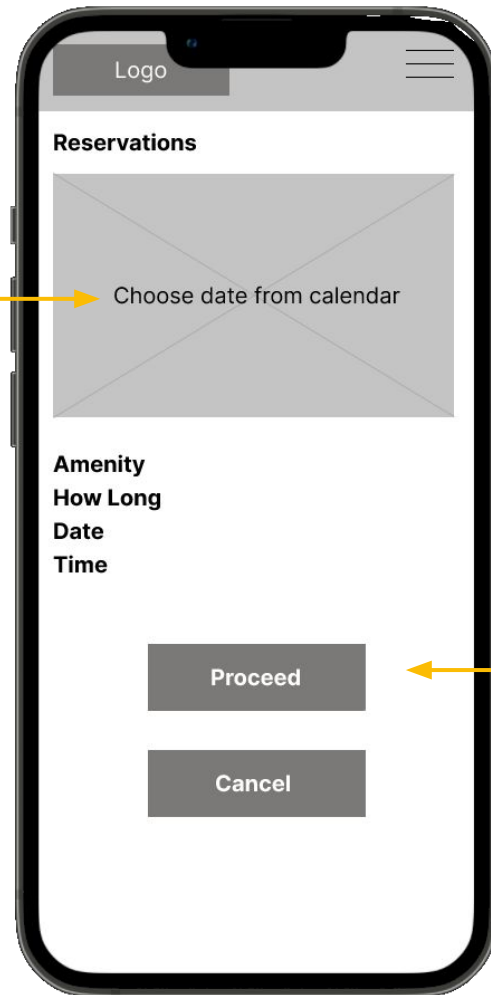 Logo
Reservations
Choose date from calendar
Amenity
How Long
Date
Time
Proceed
Cancel